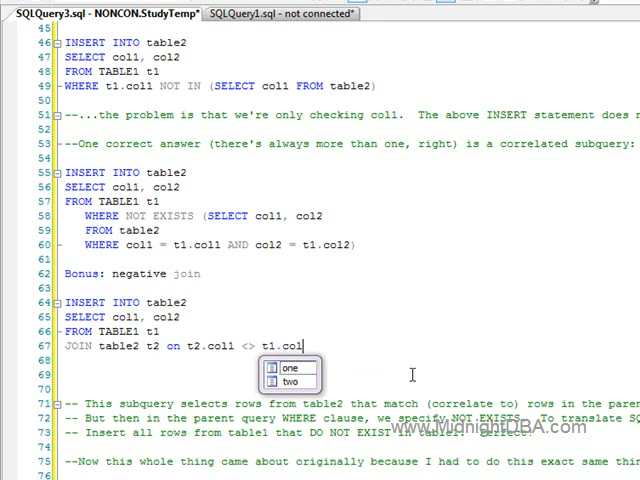 SQLQuery3.sql - NONCON.StudyTemp* SQLQuery1.sql - not connected*
45
46 INSERT INTO table2
47 SELECT col1, col2
48 FROM TABLE1 t1
49 WHERE t1.col1 NOT IN (SELECT col1 FROM table2)
50
51 --...the problem is that we're only checking col1. The above INSERT statement does n
52
53 --One correct answer (there's always more than one, right) is a correlated subquery:
54
55 INSERT INTO table2
56 SELECT col1, col2
57 FROM TABLE1 t1
58 WHERE NOT EXISTS (SELECT col1, col2
59 FROM table2
60 WHERE col1 = t1.col1 AND col2 = t1.col2)
61
62 Bonus: negative join
63
64 INSERT INTO table2
65 SELECT col1, col2
66 FROM TABLE1 t1
67 JOIN table2 t2 on t2.col1 <> t1.col
68 one
69 two
70
71 -- This subquery selects rows from table2 that match (correlate to) rows in the paren
72 -- But then in the parent query WHERE clause, we specify NOT EXISTS. To translate SQ
www.MidnightDBA.com
73 -- Insert all rows from table1 that DO NOT EXIST in table1. Perfect!
74
75 --Now this whole thing came about originally because I had to do this exact same thin
76